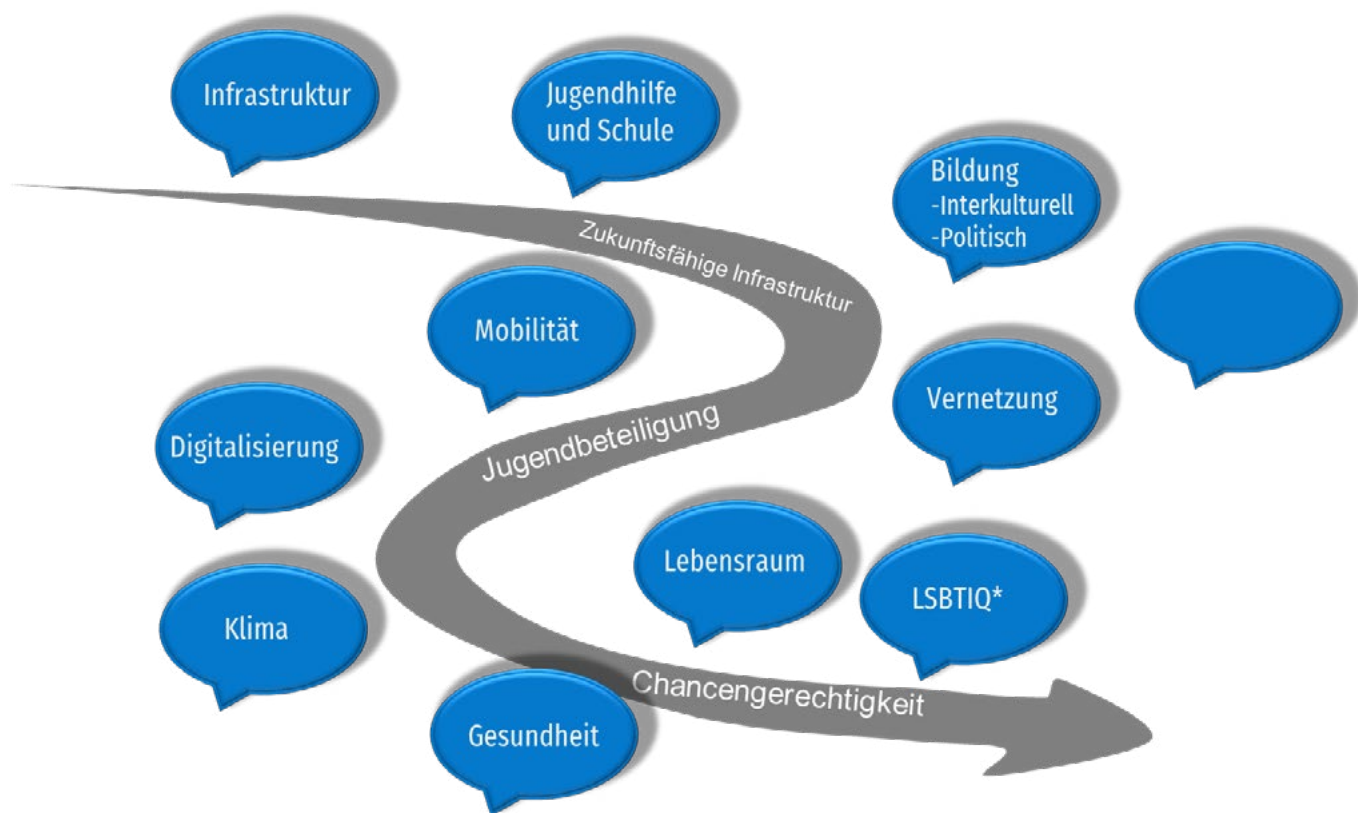 Infrastruktur
Jugendhilfe
und Schule
Bildung
-Interkulturell
-Politisch
Zukunftsfähige Infrastruktur
Mobilität
Vernetzung
Digitalisierung
Jugendbeteiligung
Lebensraum
LSBTIQ*
Klima
Chancengerechtigkeit
Gesundheit